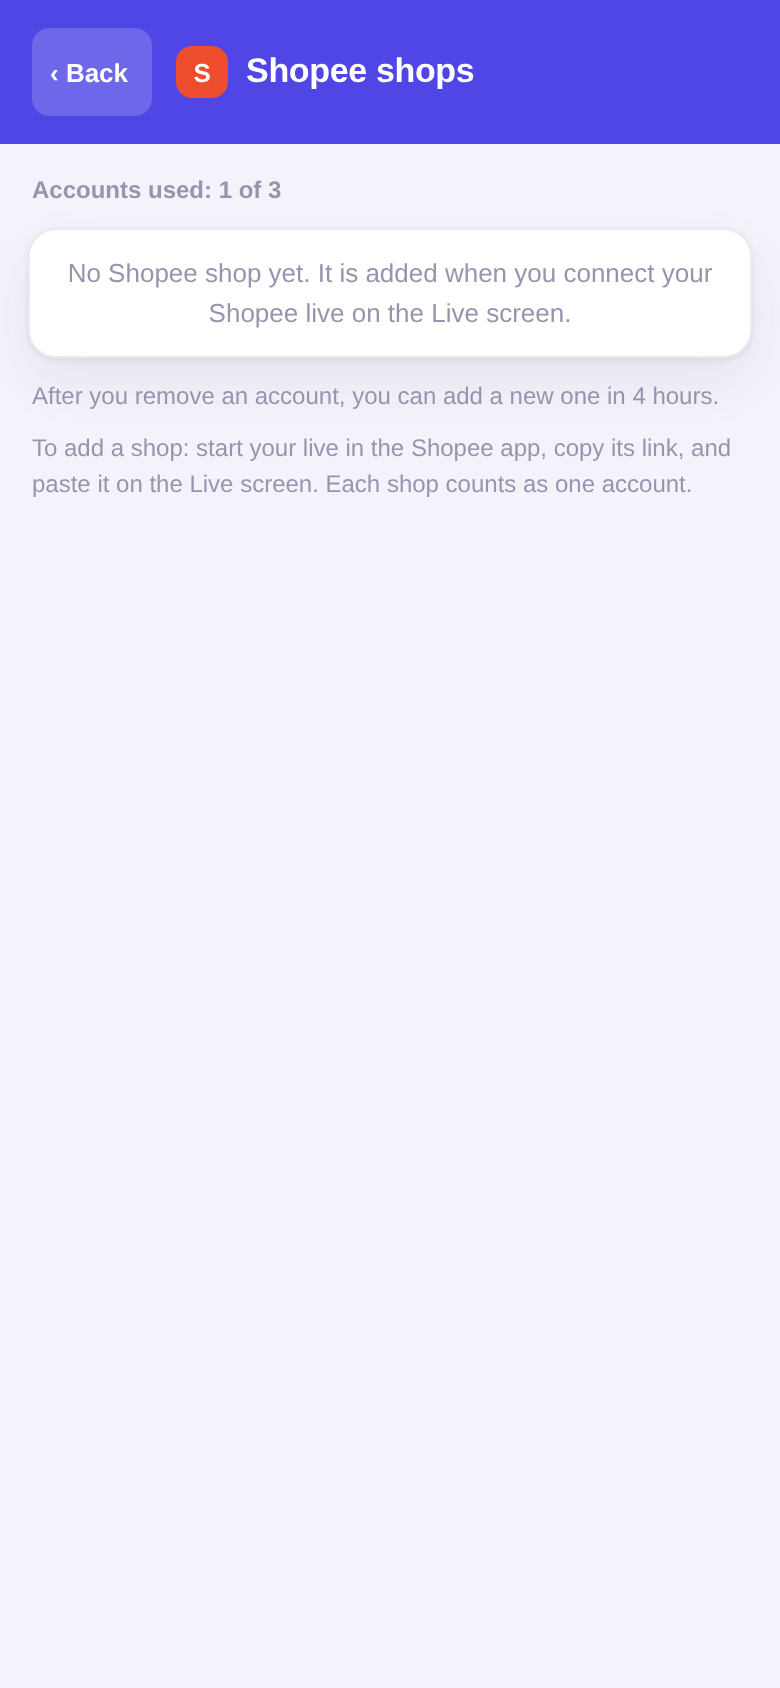 ‹ Back
S
Shopee shops
Accounts used: 1 of 3
No Shopee shop yet. It is added when you connect your
Shopee live on the Live screen.
After you remove an account, you can add a new one in 4 hours.
To add a shop: start your live in the Shopee app, copy its link, and
paste it on the Live screen. Each shop counts as one account.